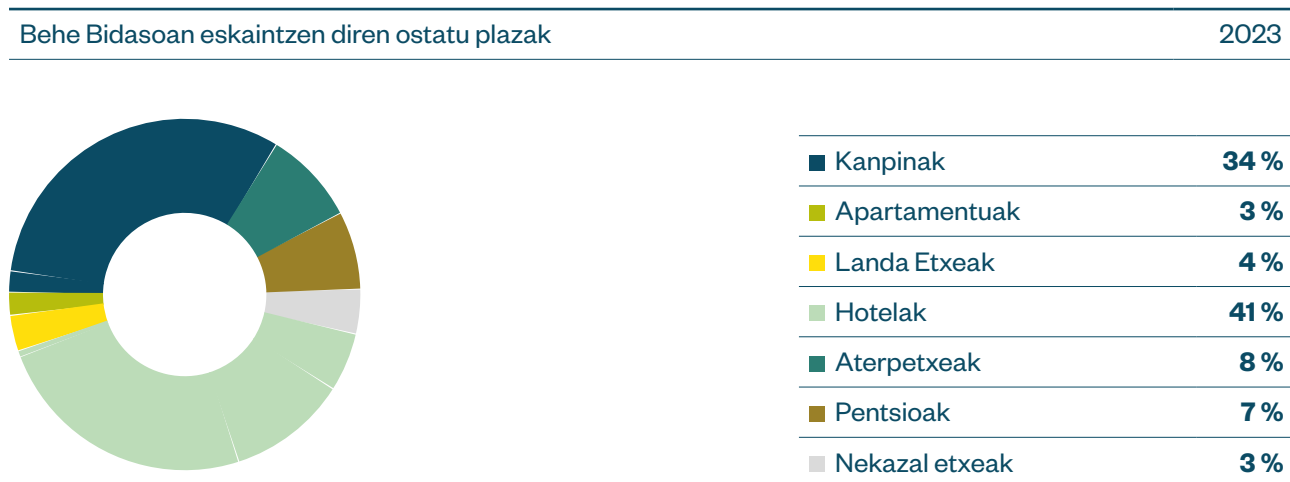 Behe Bidasoan eskaintzen diren ostatu plazak 2023
Kanpinak 34 %
Apartamentuak 3 %
Landa Etxeak 4 %
Hotelak 41 %
Aterpetxeak 8 %
Pentsioak 7 %
Nekazal etxeak 3 %